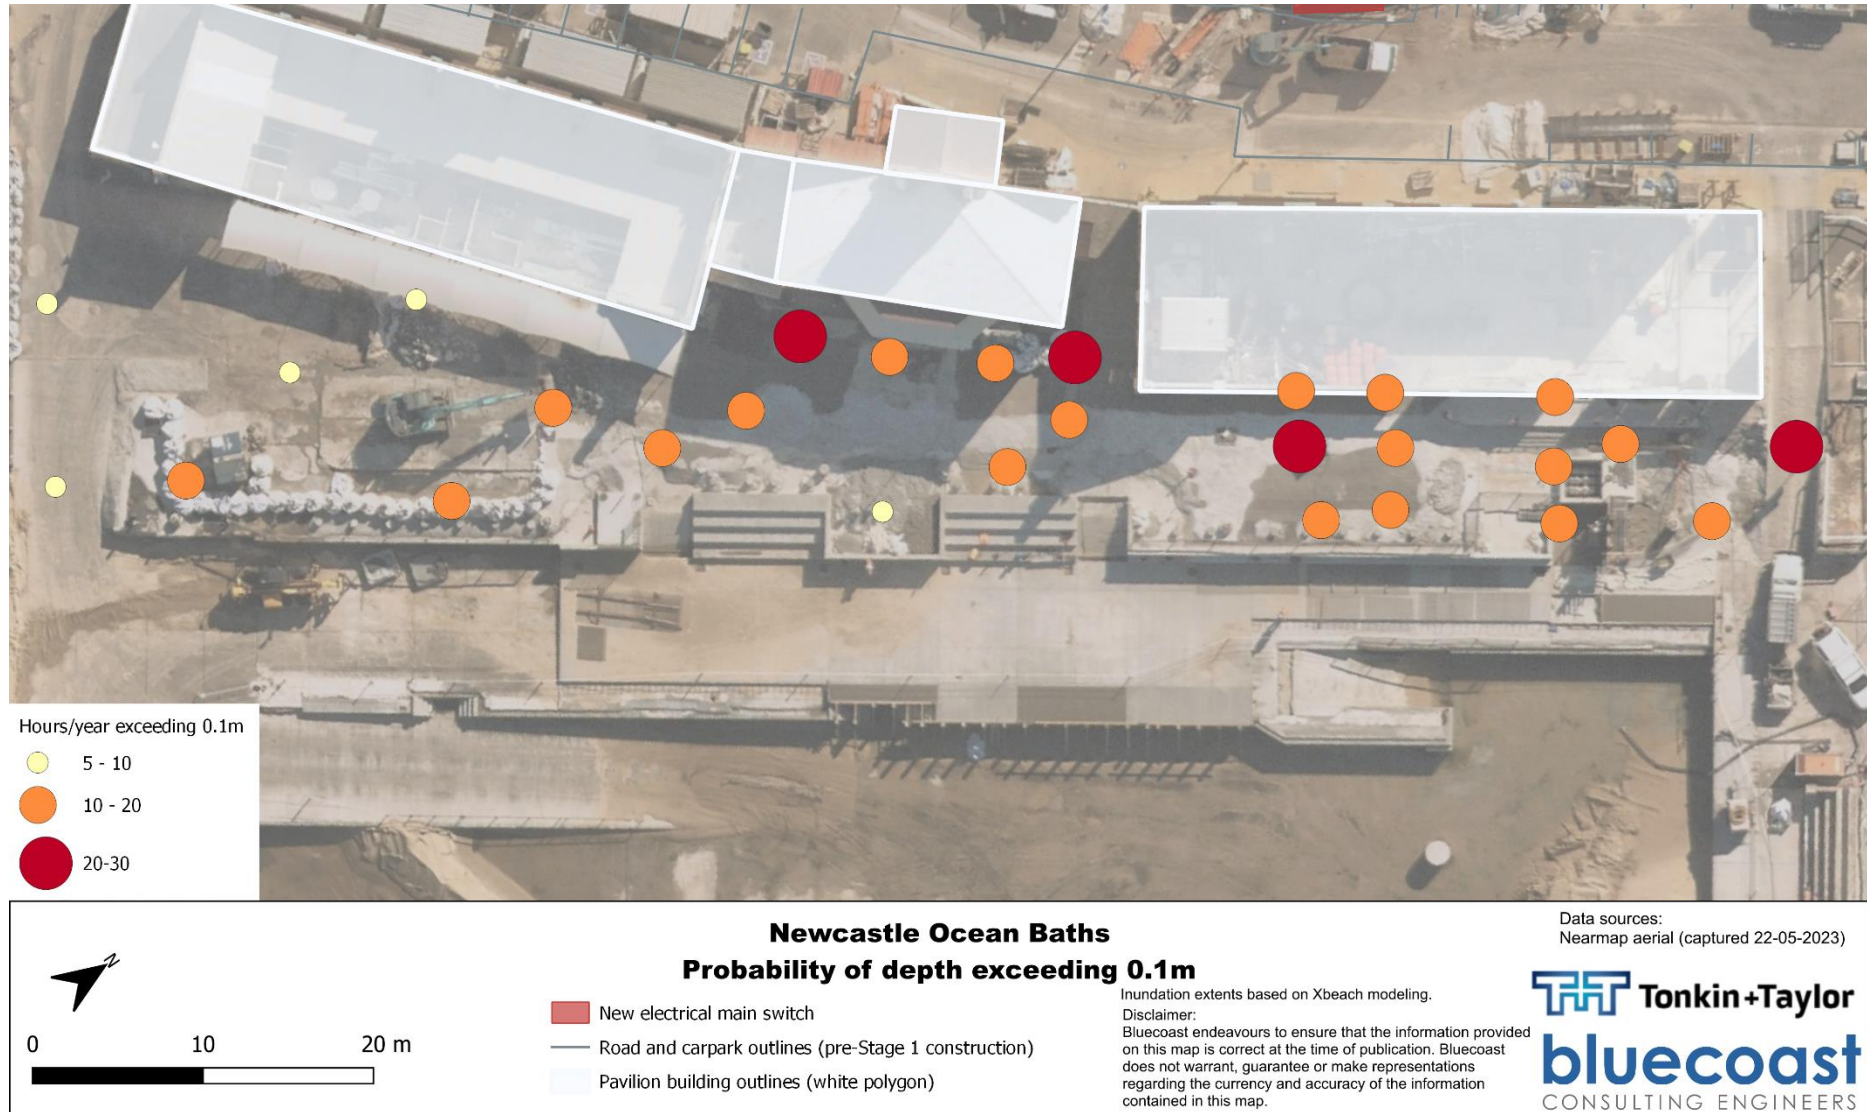 Hours/year exceeding 0.1m
5 - 10
10 - 20
20-30
N
0 10 20 m
Newcastle Ocean Baths
Probability of depth exceeding 0.1m
New electrical main switch
Road and carpark outlines (pre-Stage 1 construction)
Pavilion building outlines (white polygon)
Inundation extents based on Xbeach modeling.
Disclaimer:
Bluecoast endeavours to ensure that the information provided
on this map is correct at the time of publication. Bluecoast
does not warrant, guarantee or make representations
regarding the currency and accuracy of the information
contained in this map.
Data sources:
Nearmap aerial (captured 22-05-2023)
T+T Tonkin+Taylor
bluecoast
CONSULTING ENGINEERS